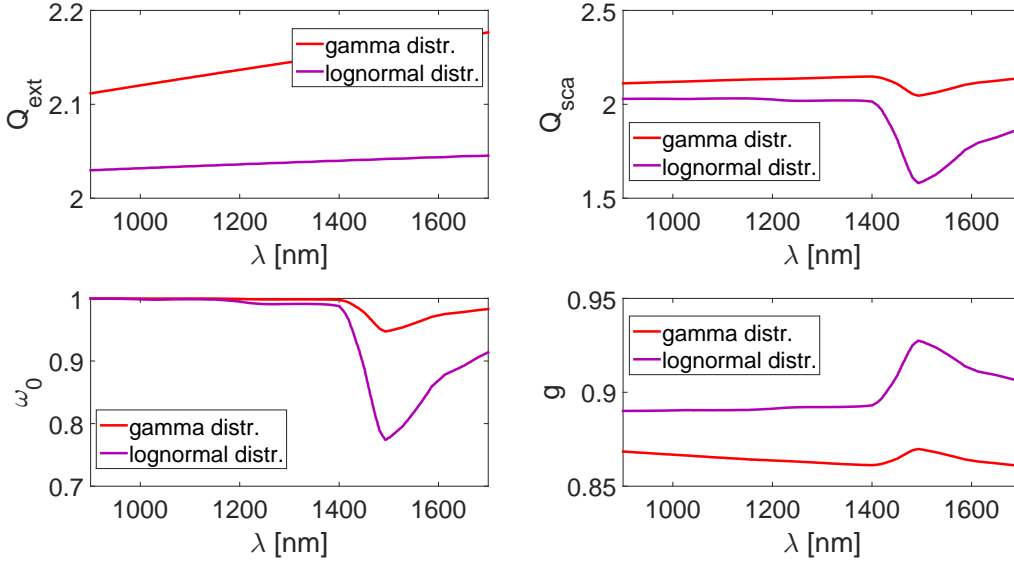 2.2
2.1
2
Q_ext
gamma distr.
lognormal distr.
1000
1200
1400
1600
λ [nm]
2.5
2
1.5
Q_sca
gamma distr.
lognormal distr.
1000
1200
1400
1600
λ [nm]
1
0.9
0.8
0.7
ω_0
gamma distr.
lognormal distr.
1000
1200
1400
1600
λ [nm]
0.95
0.9
0.85
g
gamma distr.
lognormal distr.
1000
1200
1400
1600
λ [nm]